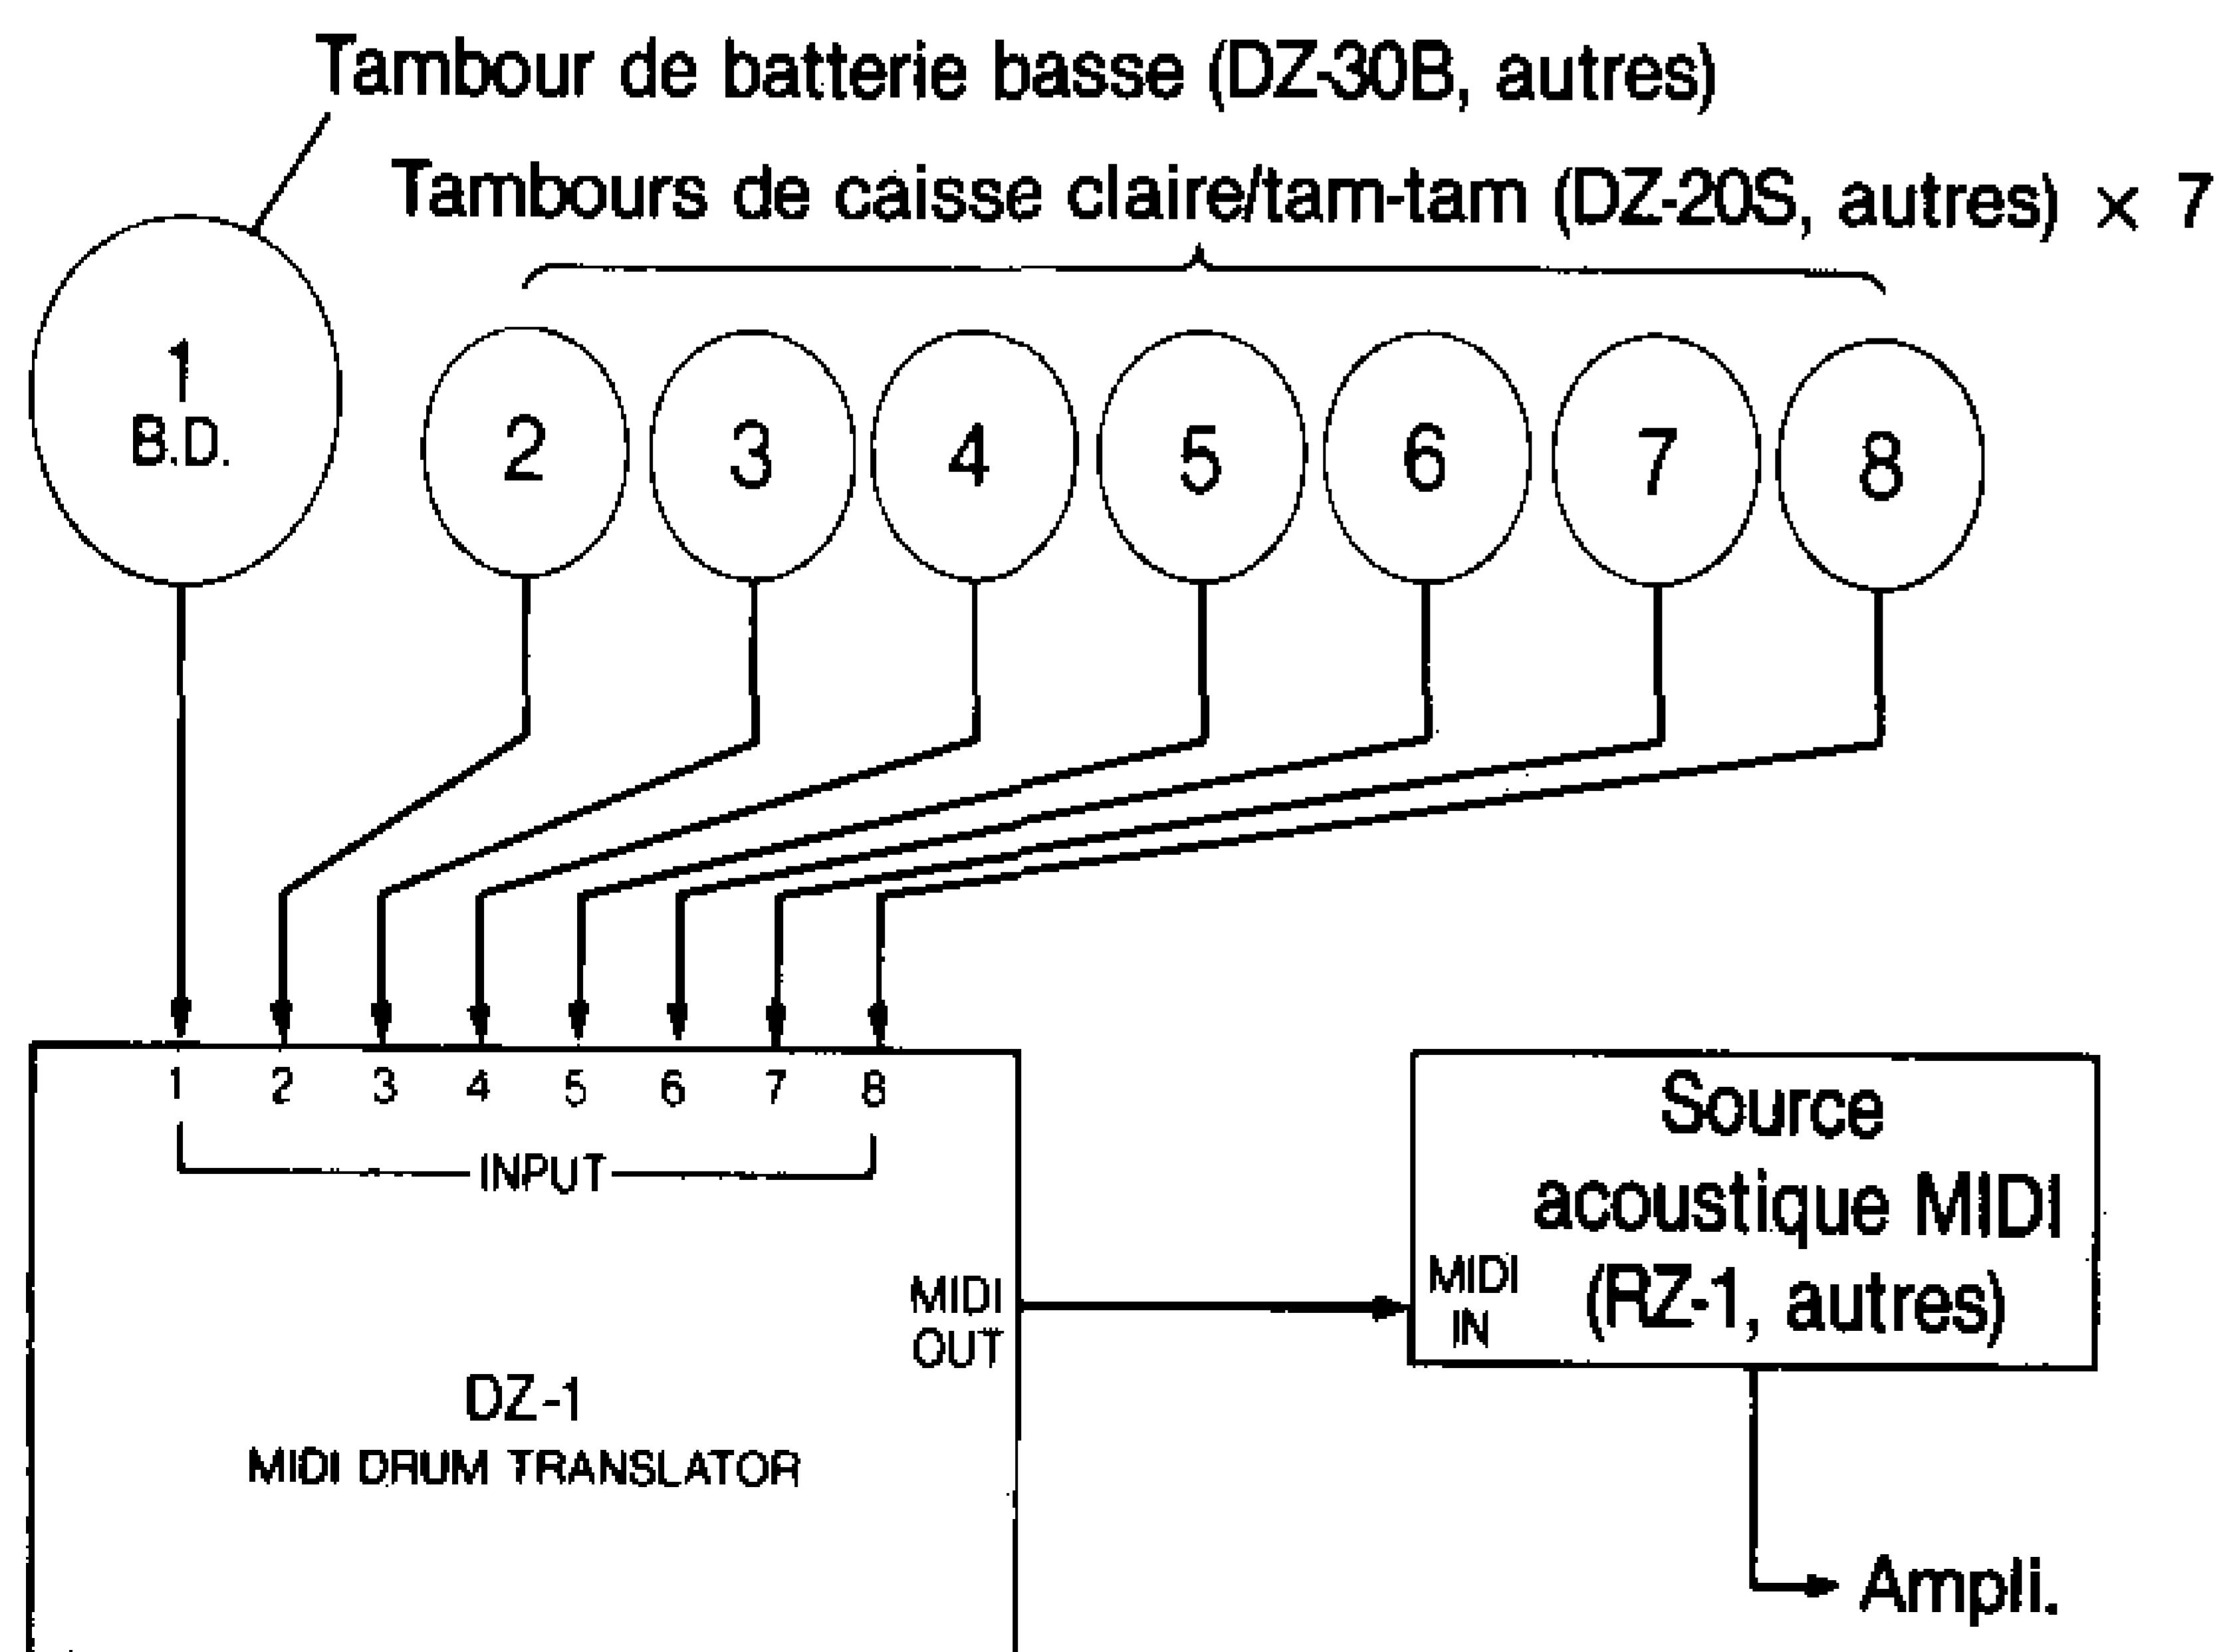 Tambour de batterie basse (DZ-30B, autres)
Tambours de caisse claire/tam-tam (DZ-20S, autres) × 7
1
B.D.
2 3 4 5 6 7 8
1 2 3 4 5 6 7 8
INPUT
MIDI
OUT
DZ-1
MIDI DRUM TRANSLATOR
Source
acoustique MIDI
(RZ-1, autres)
MIDI
IN
Ampli.